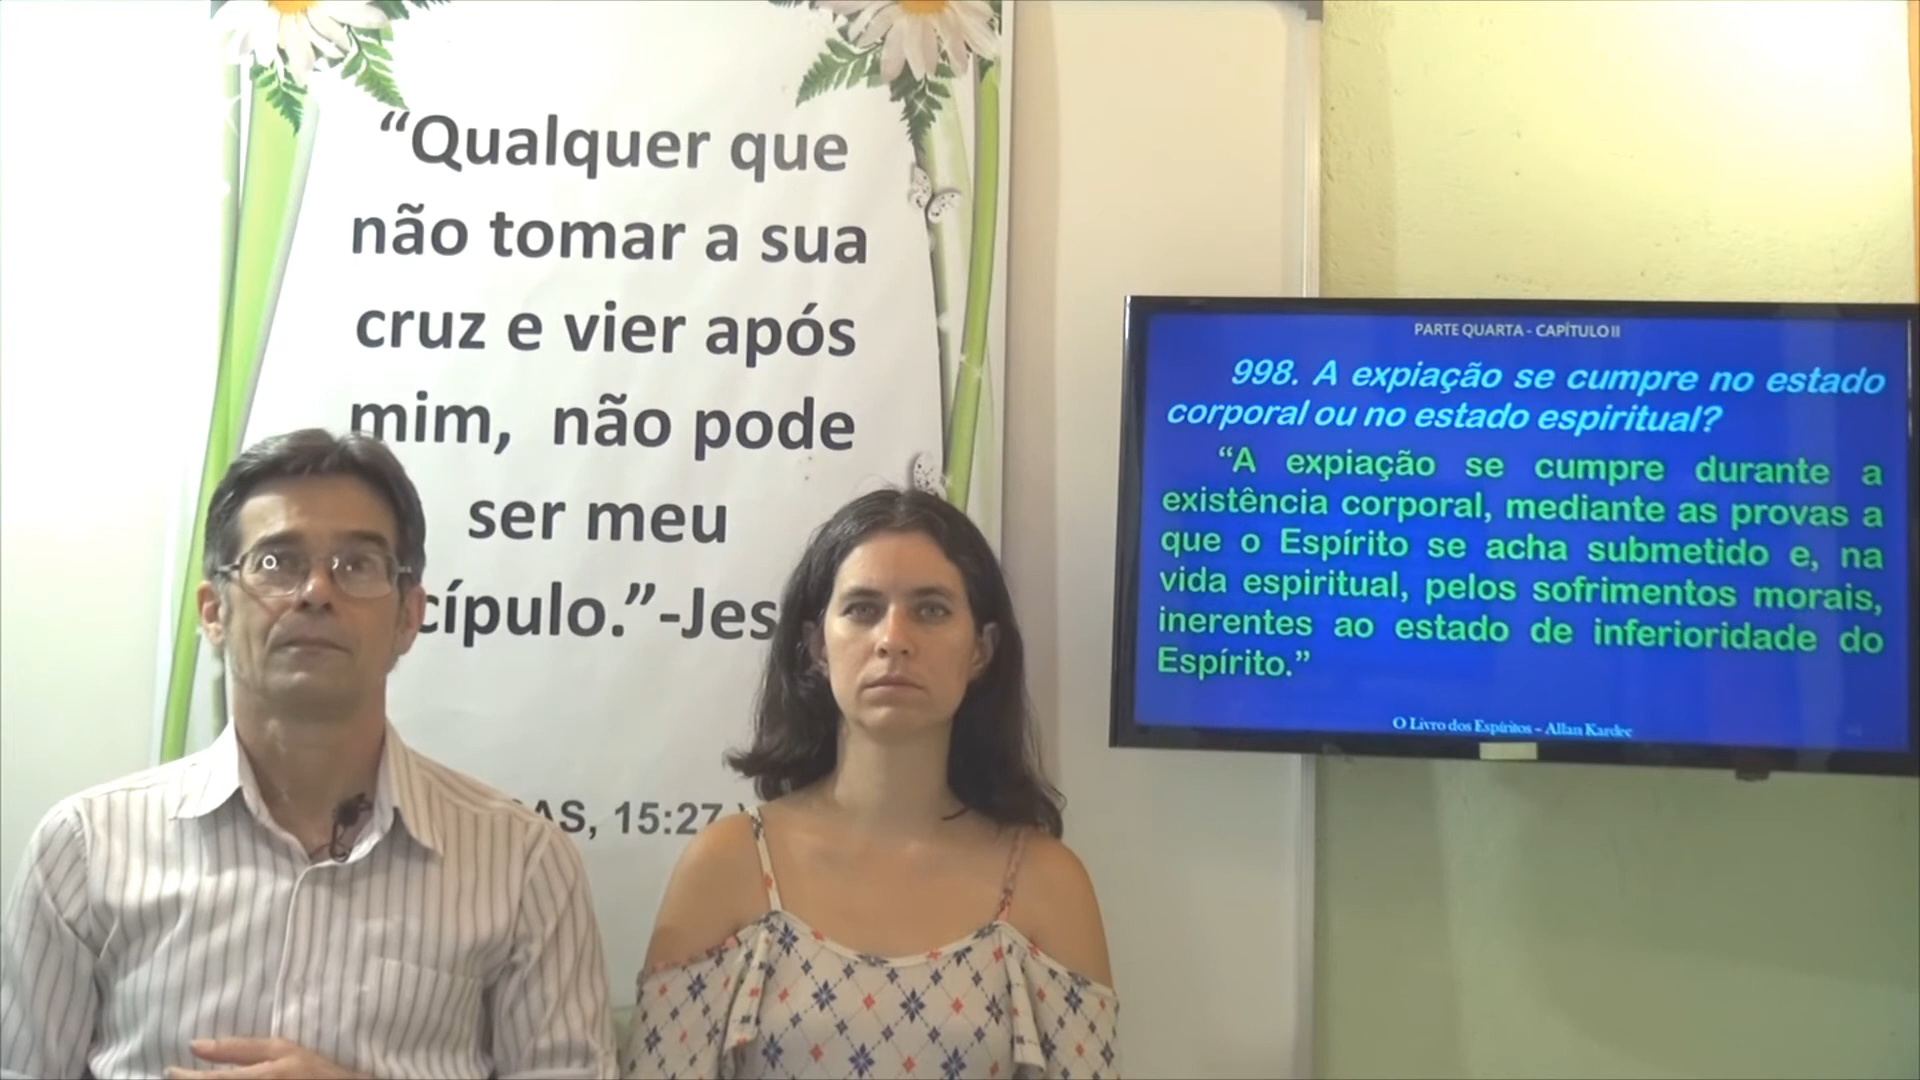 “Qualquer que
não tomar a sua
cruz e vier após
mim, não pode
ser meu
cípulo.”-Jes
AS, 15:27
PARTE QUARTA - CAPÍTULO II
998. A expiação se cumpre no estado
corporal ou no estado espiritual?
“A expiação se cumpre durante a
existência corporal, mediante as provas a
que o Espírito se acha submetido e, na
vida espiritual, pelos sofrimentos morais,
inerentes ao estado de inferioridade do
Espírito.”
O Livro dos Espíritos – Allan Kardec